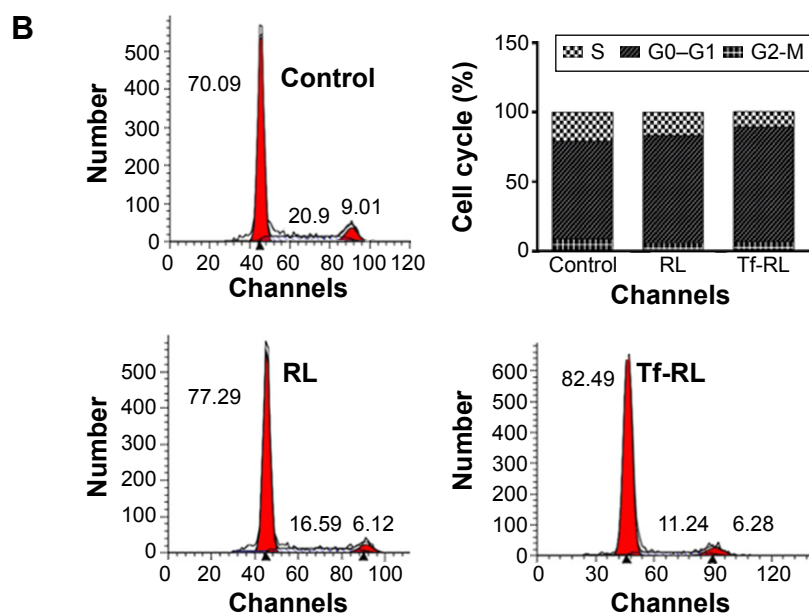 B
Control
70.09
20.9
9.01
Number
500
400
300
200
100
0
0 20 40 60 80 100 120
Channels
S G0–G1 G2-M
Cell cycle (%)
150
100
50
0
Control RL Tf-RL
Channels
RL
77.29
16.59 6.12
Number
500
400
300
200
100
0
0 20 40 60 80 100
Channels
Tf-RL
82.49
11.24 6.28
Number
600
500
400
300
200
100
0
0 30 60 90 120
Channels